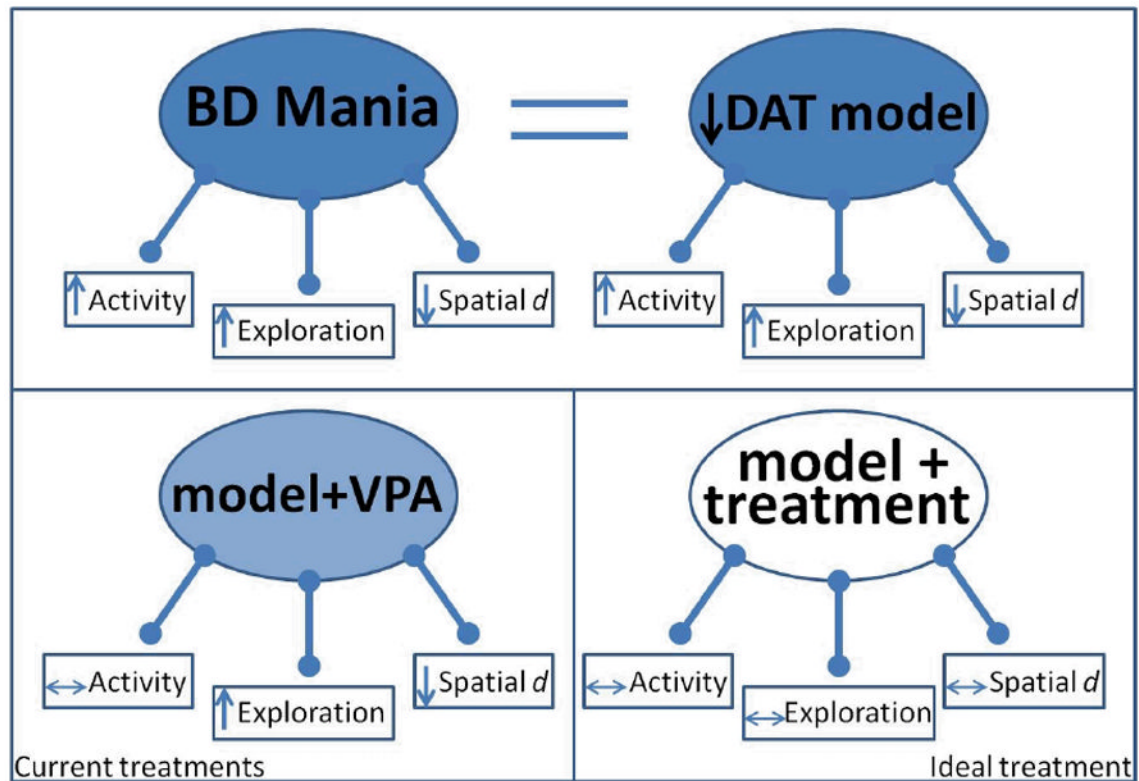 BD Mania
↓DAT model
↑Activity
↑Exploration
↓Spatial d
↑Activity
↑Exploration
↓Spatial d
model+VPA
↔Activity
↑Exploration
↓Spatial d
Current treatments
model +
treatment
↔Activity
↔Exploration
↔Spatial d
Ideal treatment